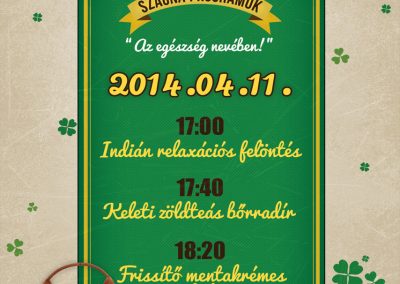 SZAUNA PROGRAMOK
“Az egészség nevében!”
2014.04.11.
17:00
Indián relaxációs felöntés
17:40
Keleti zöldteás bőrradír
18:20
Frissítő mentakrémes